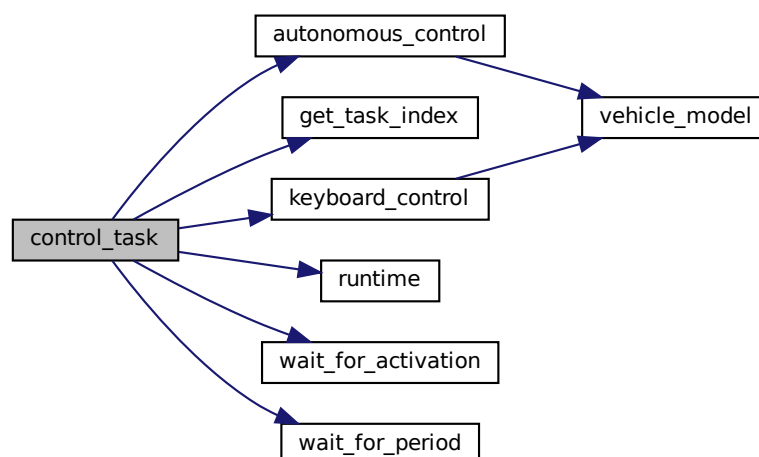 autonomous_control
get_task_index
vehicle_model
keyboard_control
control_task
runtime
wait_for_activation
wait_for_period